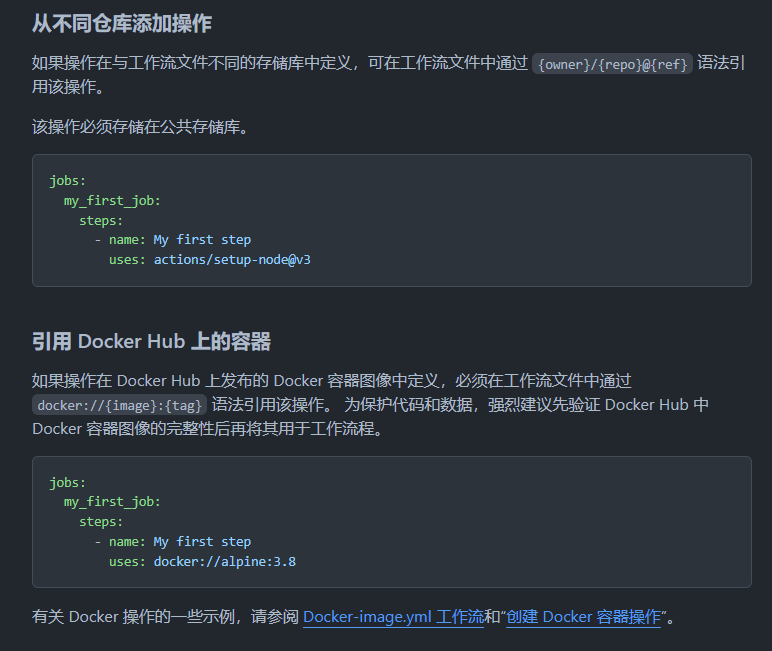 从不同仓库添加操作
如果操作在与工作流文件不同的存储库中定义，可在工作流文件中通过 {owner}/{repo}@{ref} 语法引
用该操作。
该操作必须存储在公共存储库。
jobs:
  my_first_job:
    steps:
      - name: My first step
        uses: actions/setup-node@v3
引用 Docker Hub 上的容器
如果操作在 Docker Hub 上发布的 Docker 容器图像中定义，必须在工作流文件中通过
docker://{image}:{tag} 语法引用该操作。 为保护代码和数据，强烈建议先验证 Docker Hub 中
Docker 容器图像的完整性后再将其用于工作流程。
jobs:
  my_first_job:
    steps:
      - name: My first step
        uses: docker://alpine:3.8
有关 Docker 操作的一些示例，请参阅 Docker-image.yml 工作流和“创建 Docker 容器操作”。